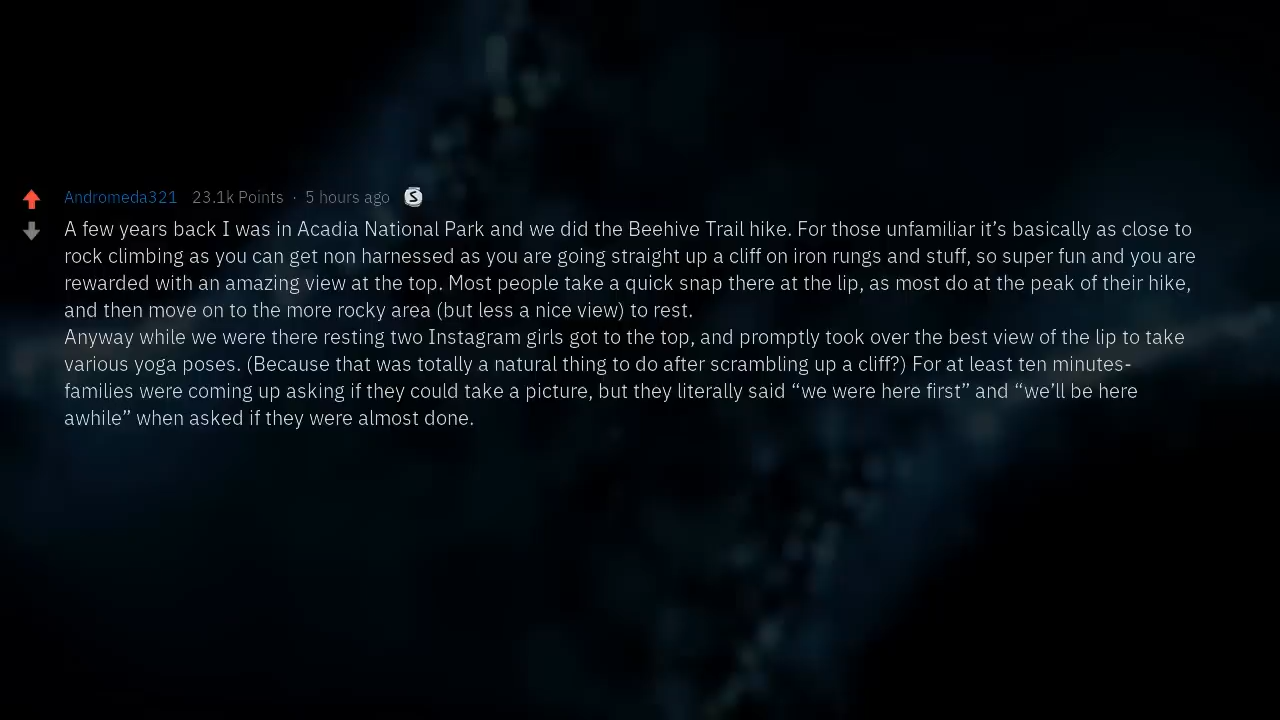 Andromeda321 23.1k Points · 5 hours ago S
A few years back I was in Acadia National Park and we did the Beehive Trail hike. For those unfamiliar it’s basically as close to
rock climbing as you can get non harnessed as you are going straight up a cliff on iron rungs and stuff, so super fun and you are
rewarded with an amazing view at the top. Most people take a quick snap there at the lip, as most do at the peak of their hike,
and then move on to the more rocky area (but less a nice view) to rest.
Anyway while we were there resting two Instagram girls got to the top, and promptly took over the best view of the lip to take
various yoga poses. (Because that was totally a natural thing to do after scrambling up a cliff?) For at least ten minutes-
families were coming up asking if they could take a picture, but they literally said “we were here first” and “we’ll be here
awhile” when asked if they were almost done.